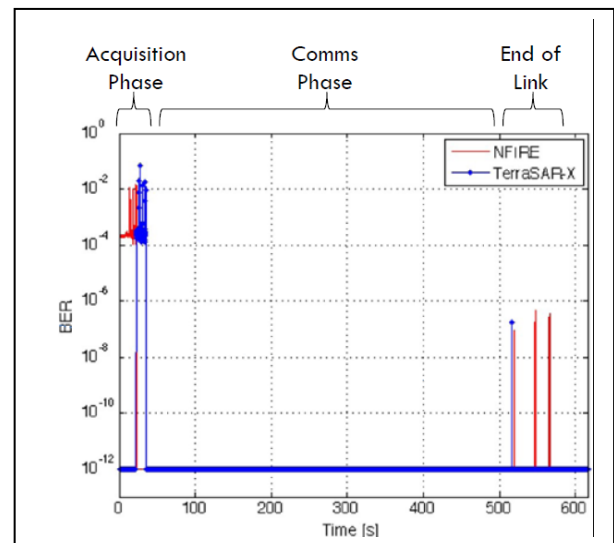 Acquisition Phase
Comms Phase
End of Link
NFIRE
TerraSAR-X
10^0
10^-2
10^-4
10^-6
10^-8
10^-10
10^-12
BER
0 100 200 300 400 500 600
Time [s]